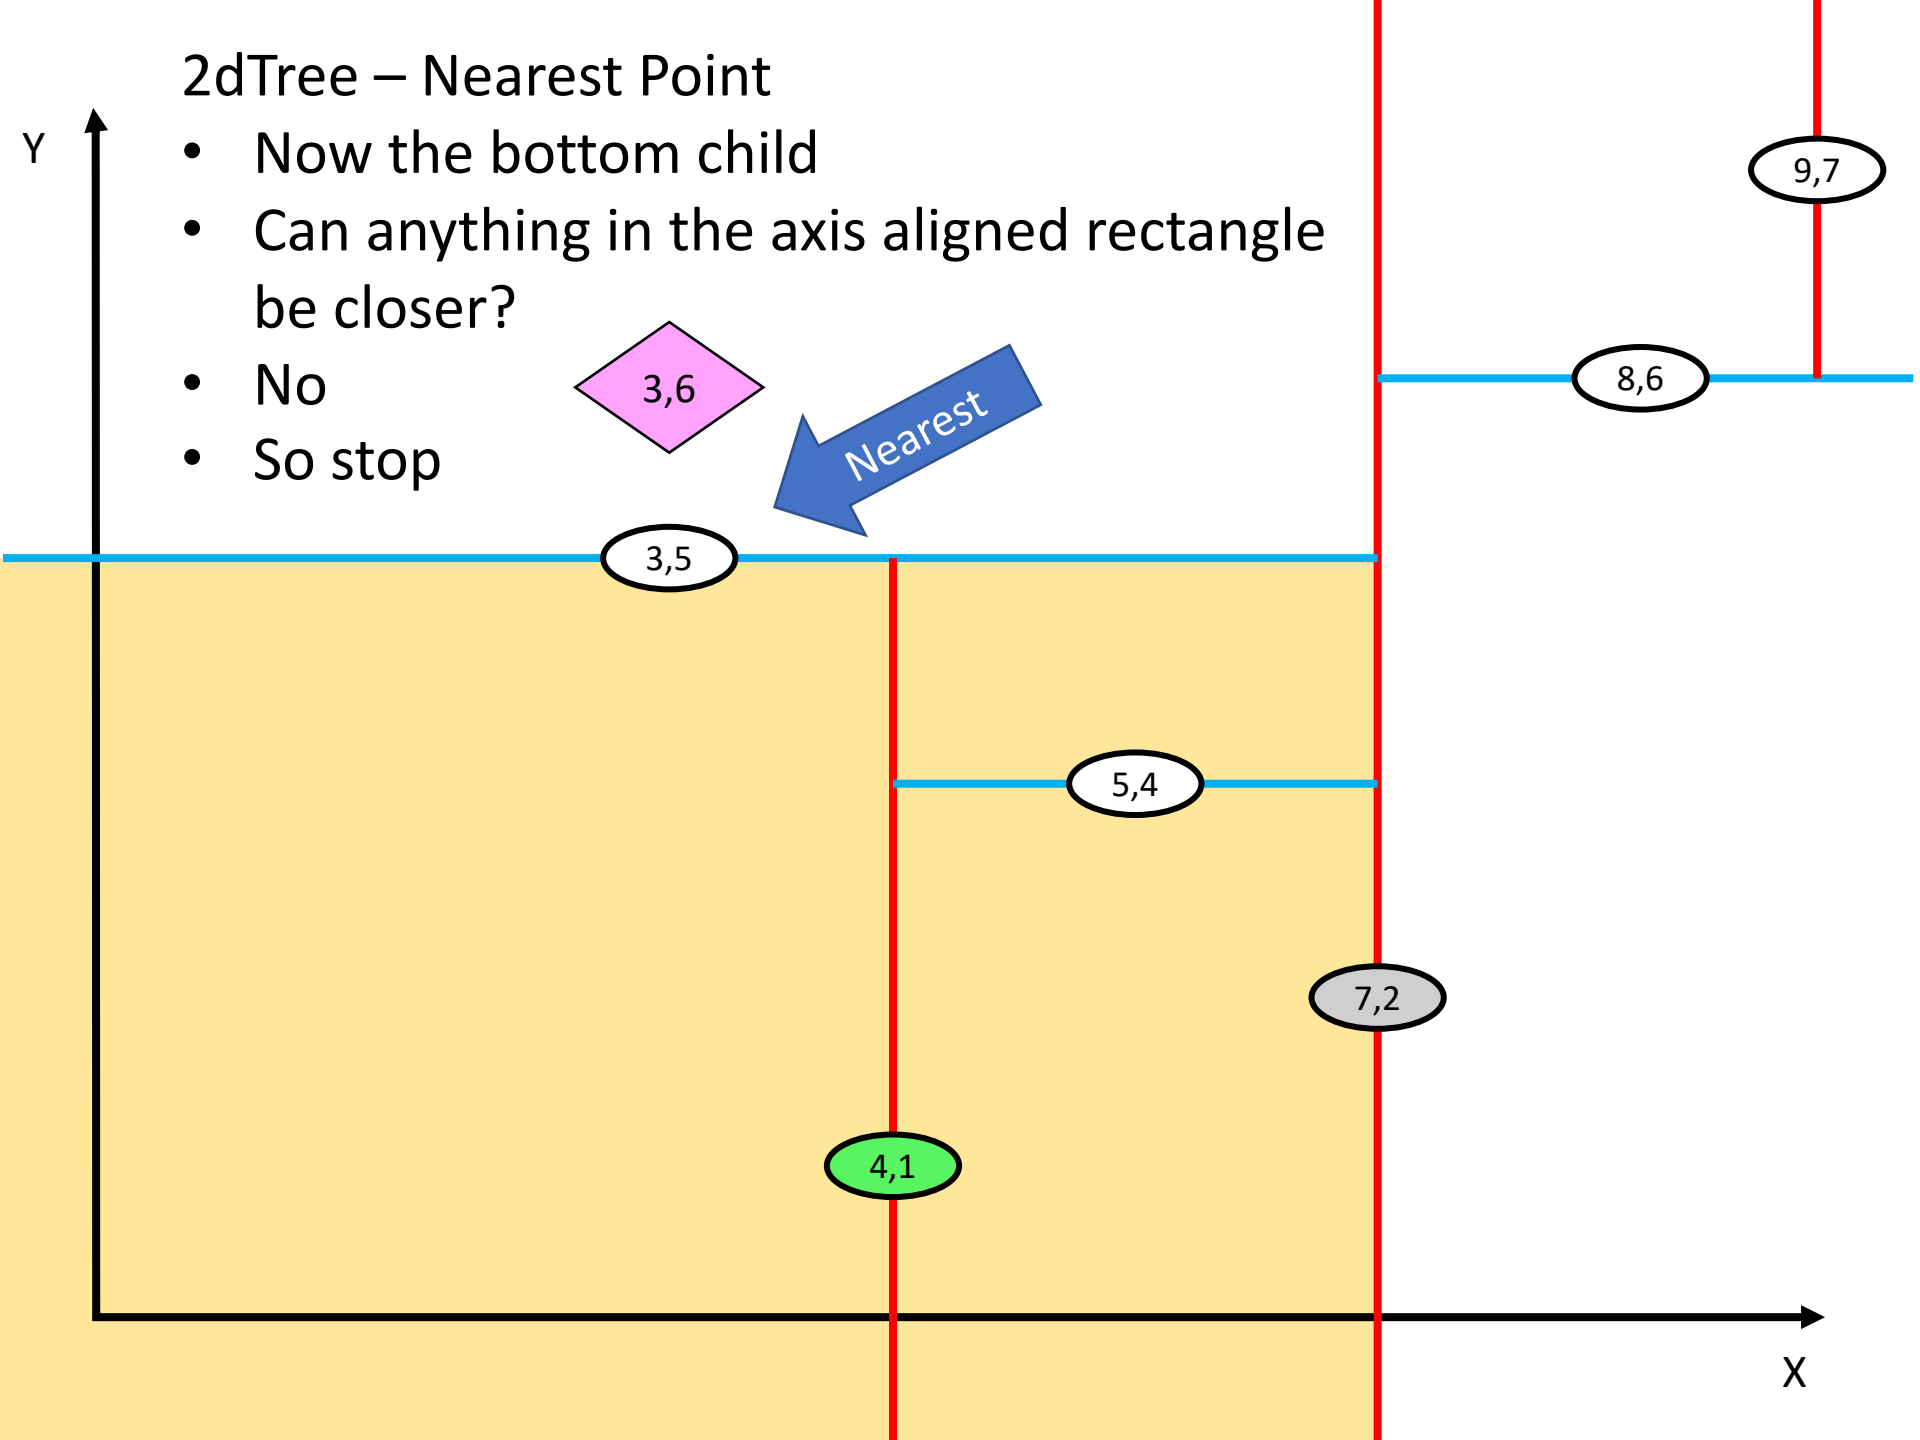 2dTree – Nearest Point
Y
• Now the bottom child
9,7
• Can anything in the axis aligned rectangle
be closer?
• No
3,6
8,6
Nearest
• So stop
3,5
5,4
7,2
4,1
X